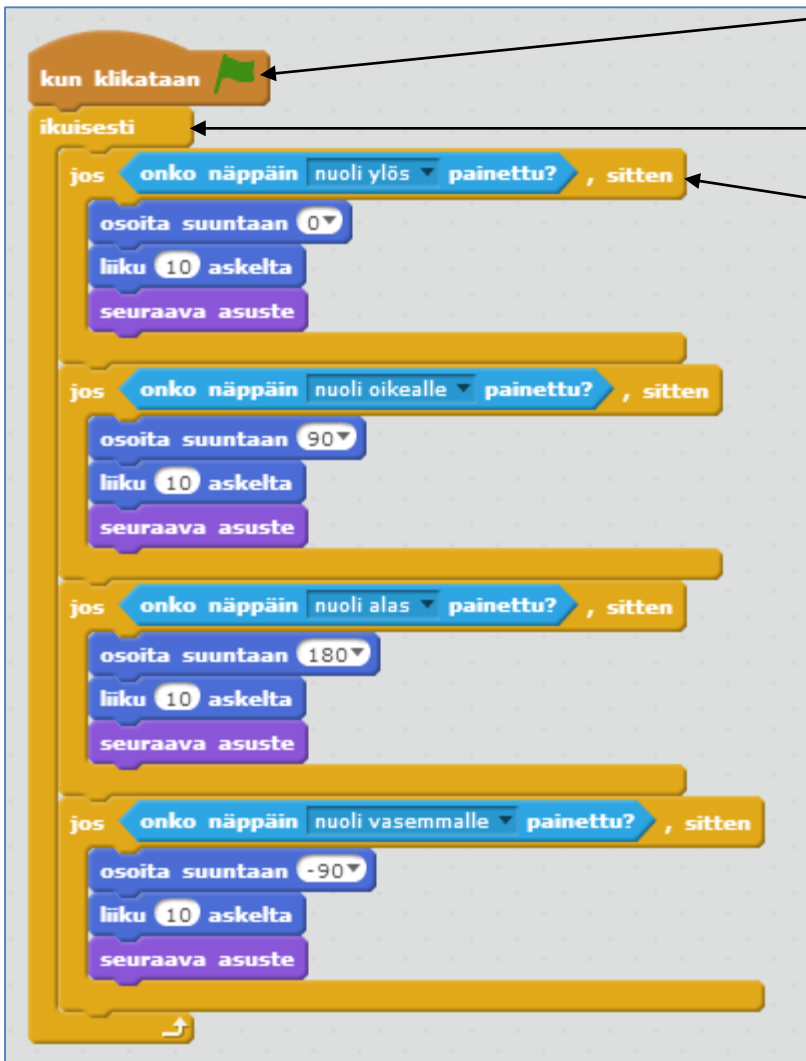 kun klikataan
ikuisesti
jos onko näppäin nuoli ylös painettu? , sitten
osoita suuntaan 0
liiku 10 askelta
seuraava asuste
jos onko näppäin nuoli oikealle painettu? , sitten
osoita suuntaan 90
liiku 10 askelta
seuraava asuste
jos onko näppäin nuoli alas painettu? , sitten
osoita suuntaan 180
liiku 10 askelta
seuraava asuste
jos onko näppäin nuoli vasemmalle painettu? , sitten
osoita suuntaan -90
liiku 10 askelta
seuraava asuste